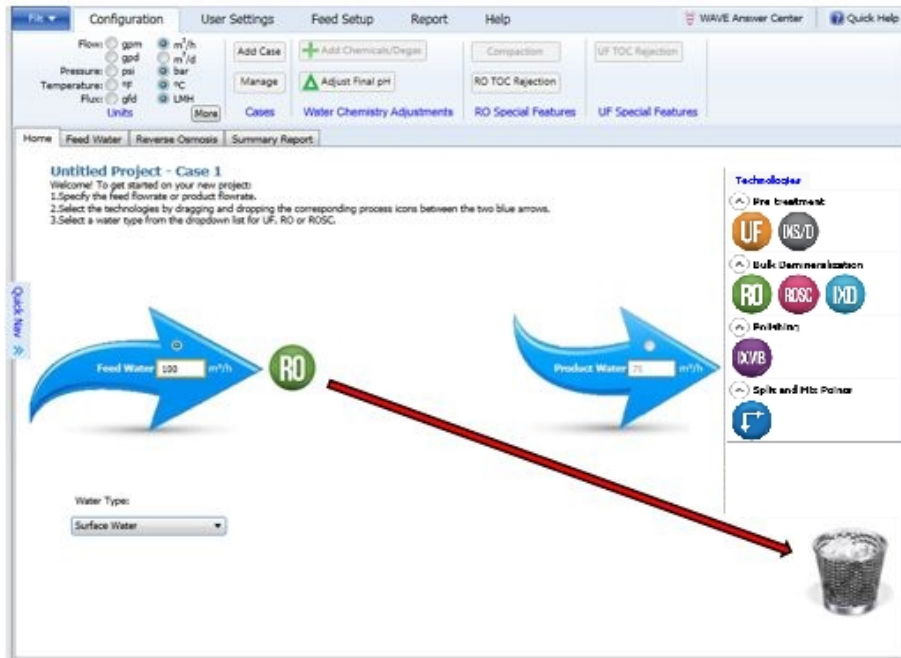 File Configuration User Settings Feed Setup Report Help WAVE Answer Center Quick Help
Flow: gpm m³/h
gpd m³/d
Pressure: psi bar
Temperature: ºF ºC
Flux: gfd LMH
Units More
Add Case
Manage
Cases
Add Chemicals/Degas
Adjust Final pH
Water Chemistry Adjustments
Compaction
RO TOC Rejection
RO Special Features
UF TOC Rejection
UF Special Features
Home Feed Water Reverse Osmosis Summary Report
Untitled Project - Case 1
Welcome! To get started on your new project:
1.Specify the feed flowrate or product flowrate.
2.Select the technologies by dragging and dropping the corresponding process icons between the two blue arrows.
3.Select a water type from the dropdown list for UF, RO or ROSC.
Quick Nav
Feed Water 100 m³/h
RO
Product Water 75 m³/h
Water Type:
Surface Water
Technologies
Pre treatment
UF IXS/D
Bulk Demineralization
RO ROSC IXD
Polishing
IXMB
Split and Mix Points